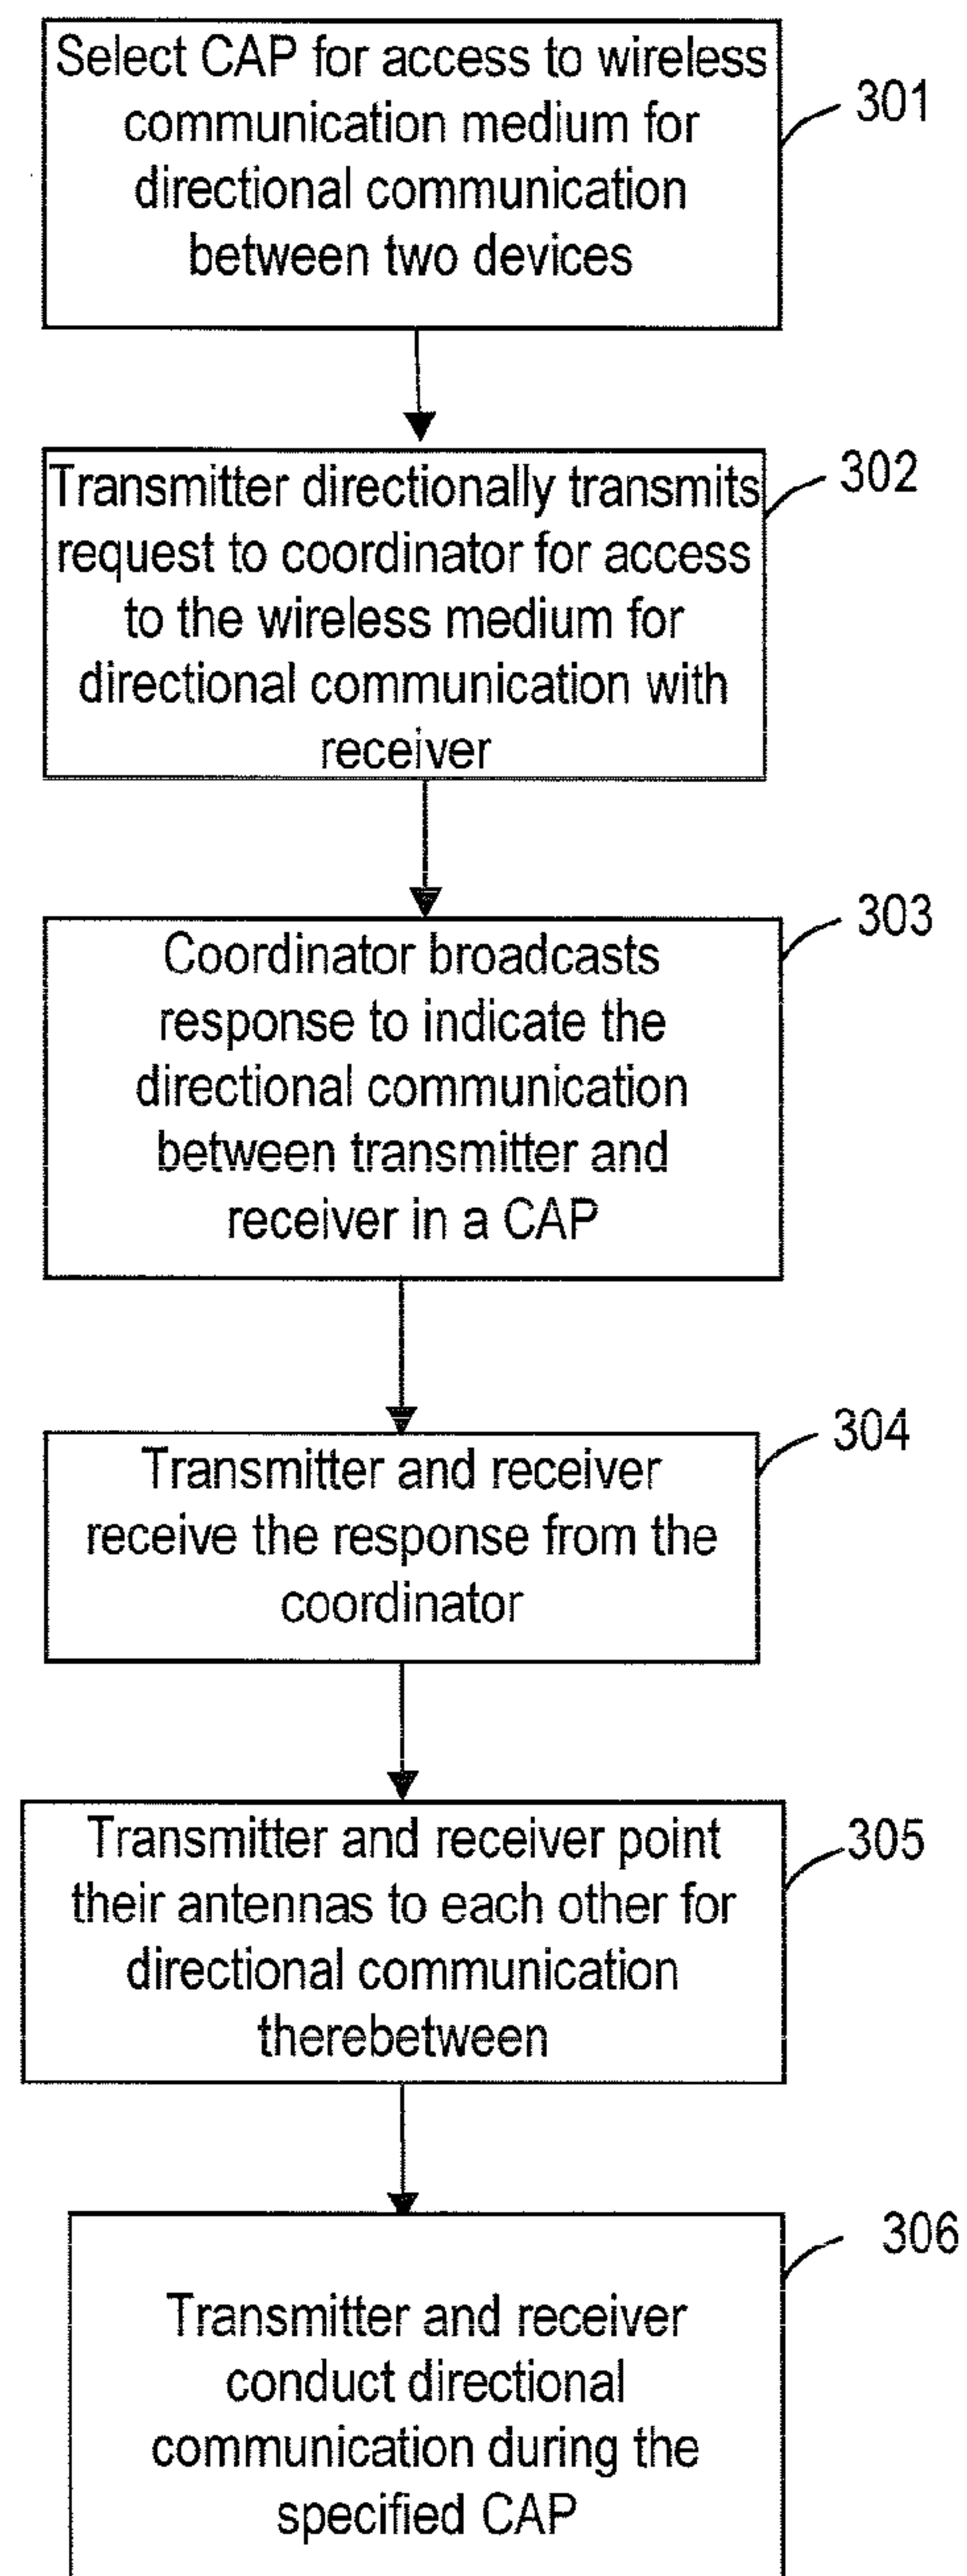 Select CAP for access to wireless
communication medium for
directional communication
between two devices
301
Transmitter directionally transmits
request to coordinator for access
to the wireless medium for
directional communication with
receiver
302
Coordinator broadcasts
response to indicate the
directional communication
between transmitter and
receiver in a CAP
303
Transmitter and receiver
receive the response from the
coordinator
304
Transmitter and receiver point
their antennas to each other for
directional communication
therebetween
305
Transmitter and receiver
conduct directional
communication during the
specified CAP
306